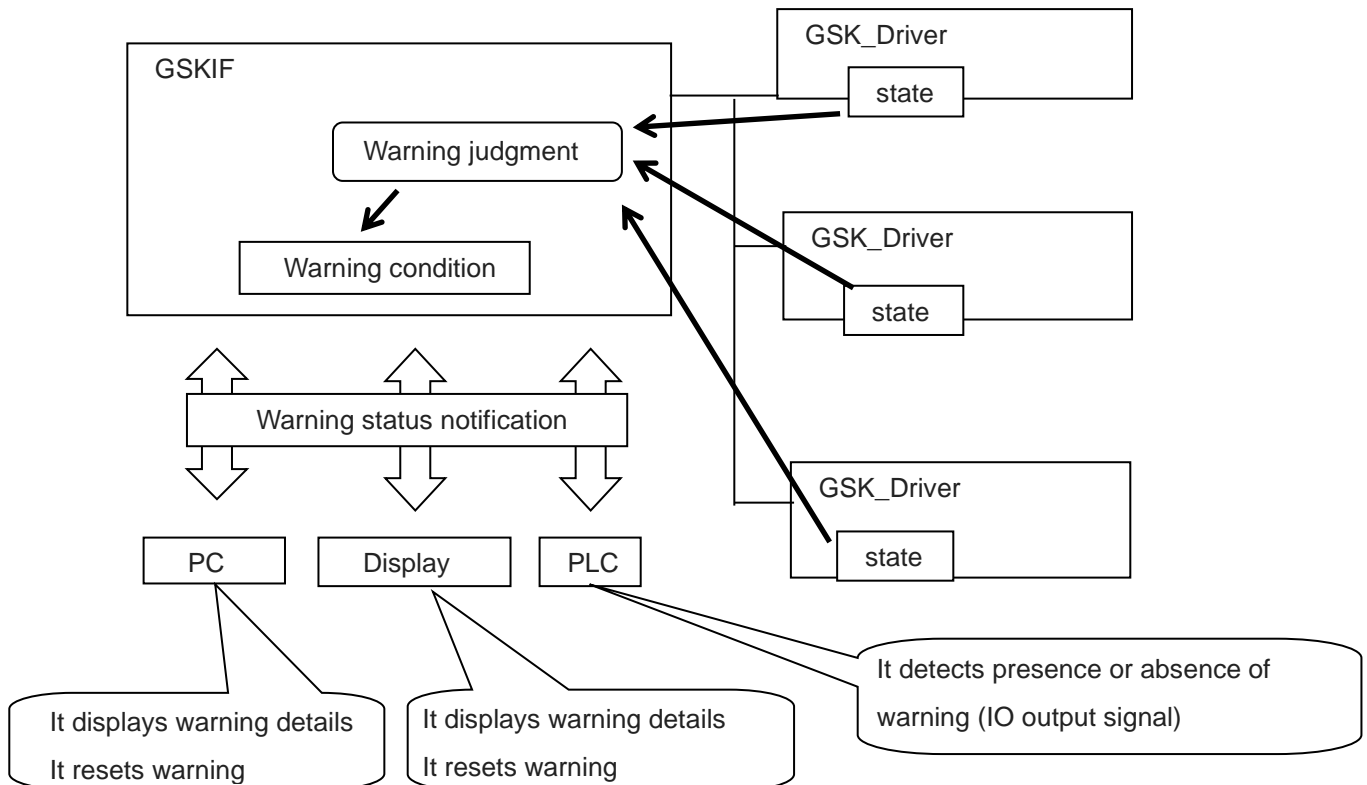 GSK_Driver
GSKIF
state
Warning judgment
GSK_Driver
Warning condition
state
Warning status notification
GSK_Driver
PC
Display
PLC
state
It detects presence or absence of
warning (IO output signal)
It displays warning details
It resets warning
It displays warning details
It resets warning